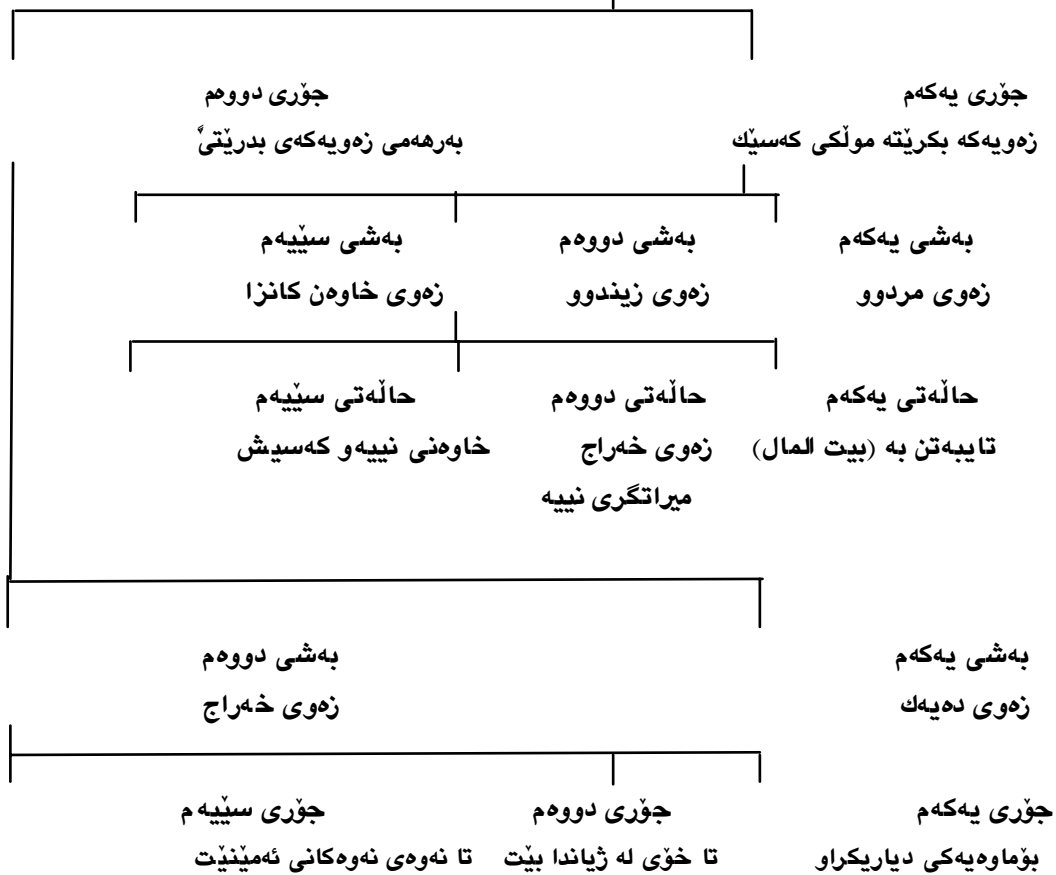 جۆری یەکەم جۆری دووەم
زەویەکە بکرێتە موڵکی کەسێك بەرهەمی زەویەکەی بدرێتێ
بەشی یەکەم بەشی دووەم بەشی سێیەم
زەوی مردوو زەوی زیندوو زەوی خاوەن کانزا
حاڵەتی یەکەم حاڵەتی دووەم حاڵەتی سێیەم
تایبەتن بە (بیت المال) زەوی خەراج خاوەنی نییەو کەسیش
میراتگری نییە
بەشی یەکەم بەشی دووەم
زەوی دەیەك زەوی خەراج
جۆری یەکەم جۆری دووەم جۆری سێیەم
بۆماوەیەکی دیاریکراو تا خۆی لە ژیاندا بێت تا نەوەی نەوەکانی ئەمێنێت